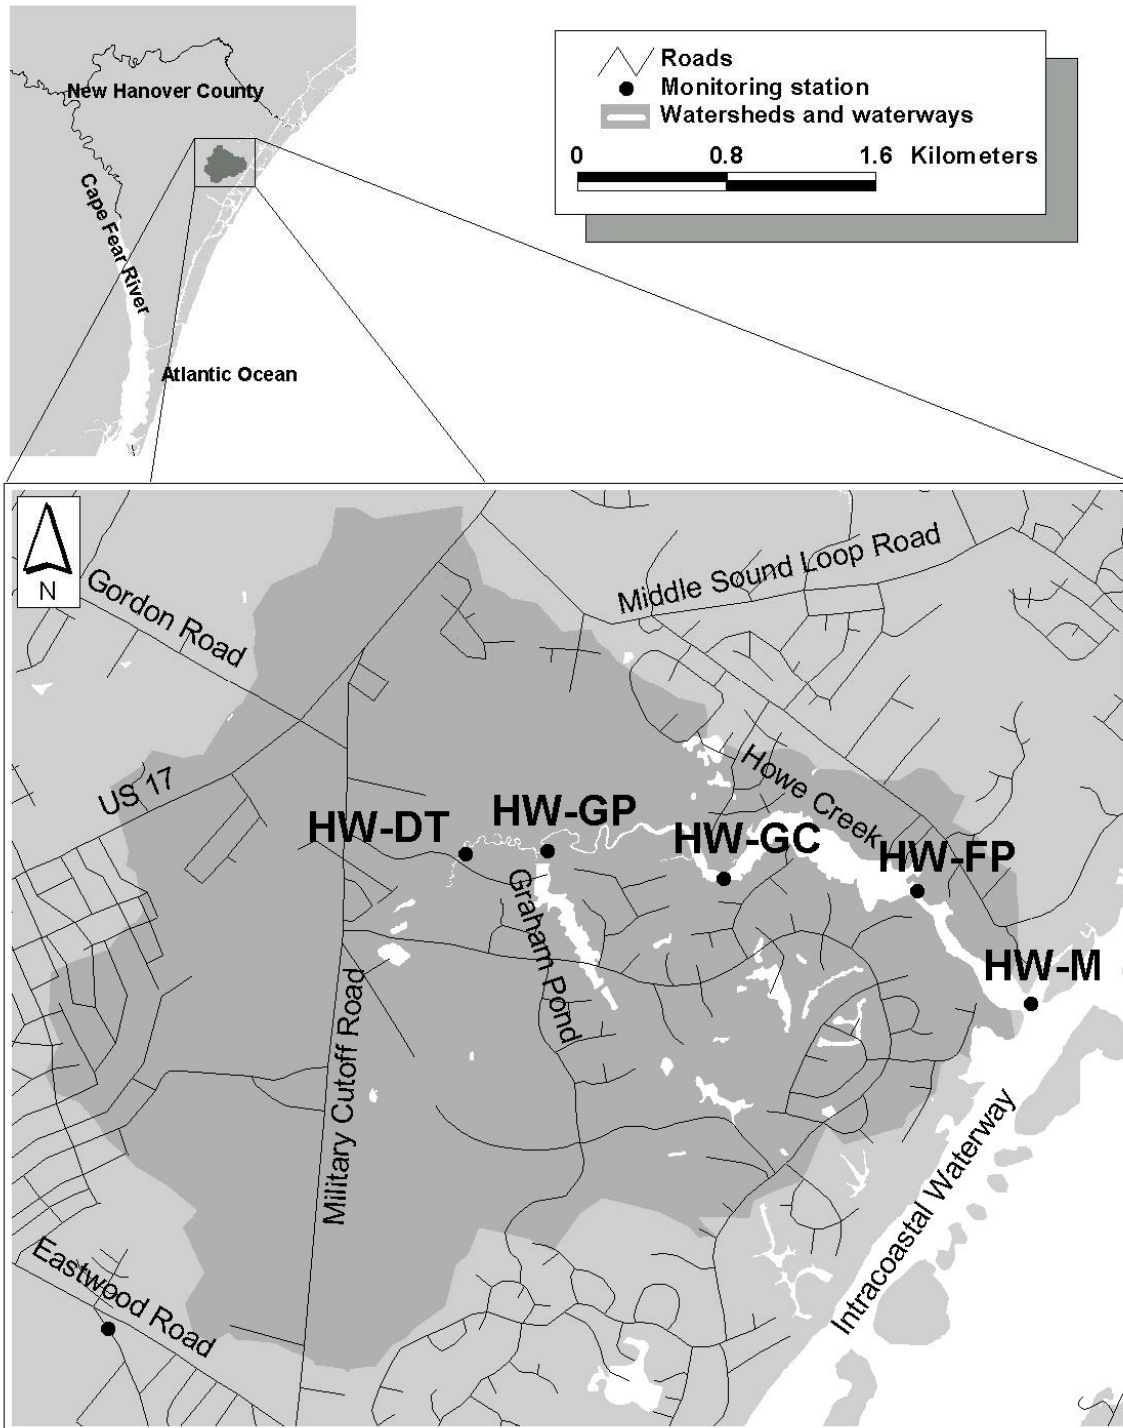 New Hanover County
Cape Fear River
Atlantic Ocean
Roads
Monitoring station
Watersheds and waterways
0 0.8 1.6 Kilometers
N
Gordon Road
Middle Sound Loop Road
US 17
Howe Creek
HW-DT
HW-GP
HW-GC
HW-FP
HW-M
Graham Pond
Military Cutoff Road
Intracoastal Waterway
Eastwood Road